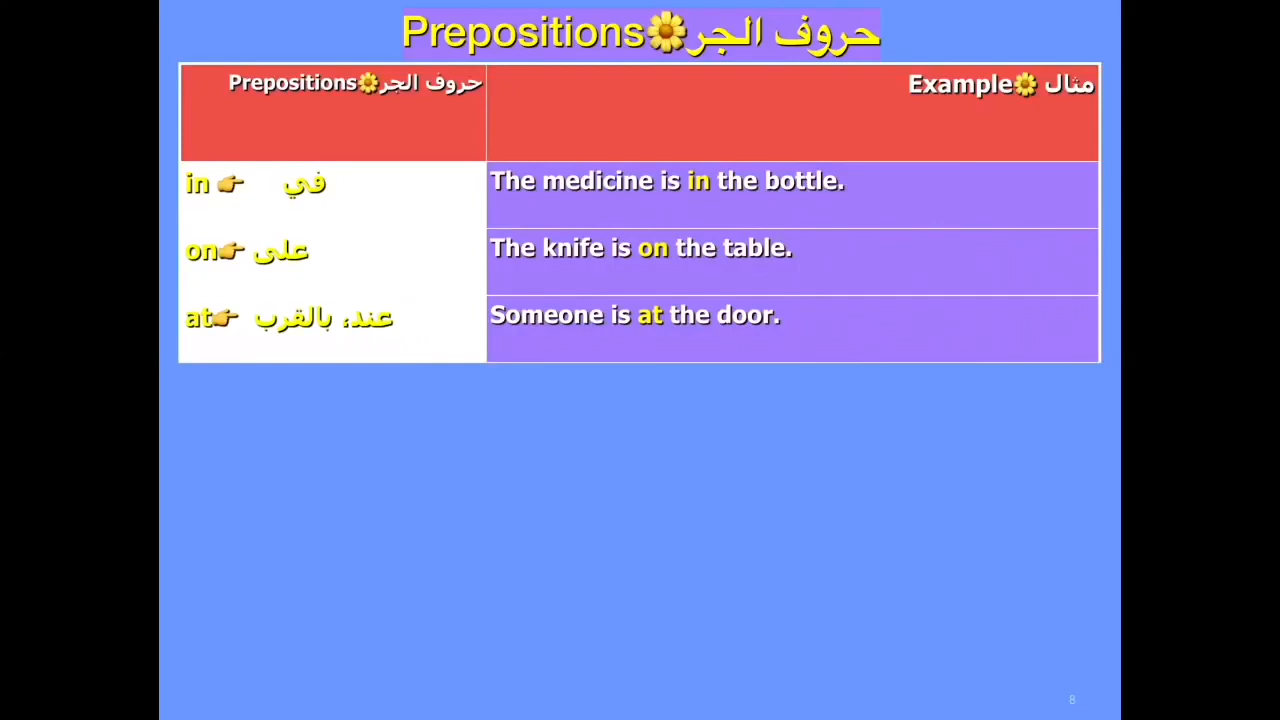 Prepositions🌼حروف الجر
Prepositions🌼حروف الجر
Example🌼 مثال
in 👉 في
The medicine is in the bottle.
on👉 على
The knife is on the table.
at👉 عند، بالقرب
Someone is at the door.
8